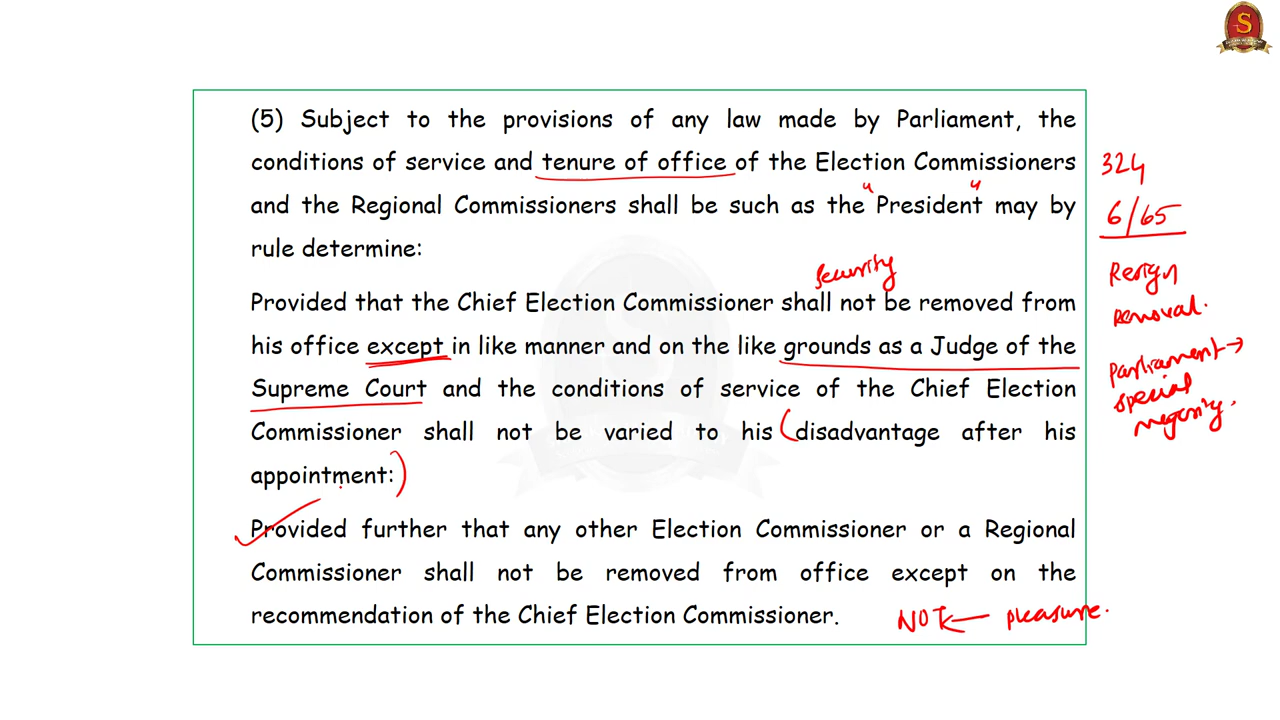 (5) Subject to the provisions of any law made by Parliament, the
conditions of service and tenure of office of the Election Commissioners
and the Regional Commissioners shall be such as the "President" may by
rule determine:
security
Provided that the Chief Election Commissioner shall not be removed from
his office except in like manner and on the like grounds as a Judge of the
Supreme Court and the conditions of service of the Chief Election
Commissioner shall not be varied to his (disadvantage after his
appointment:)
Provided further that any other Election Commissioner or a Regional
Commissioner shall not be removed from office except on the
recommendation of the Chief Election Commissioner.
NOT ← pleasure.
324
6/65
Resign
removal.
parliament →
special
S